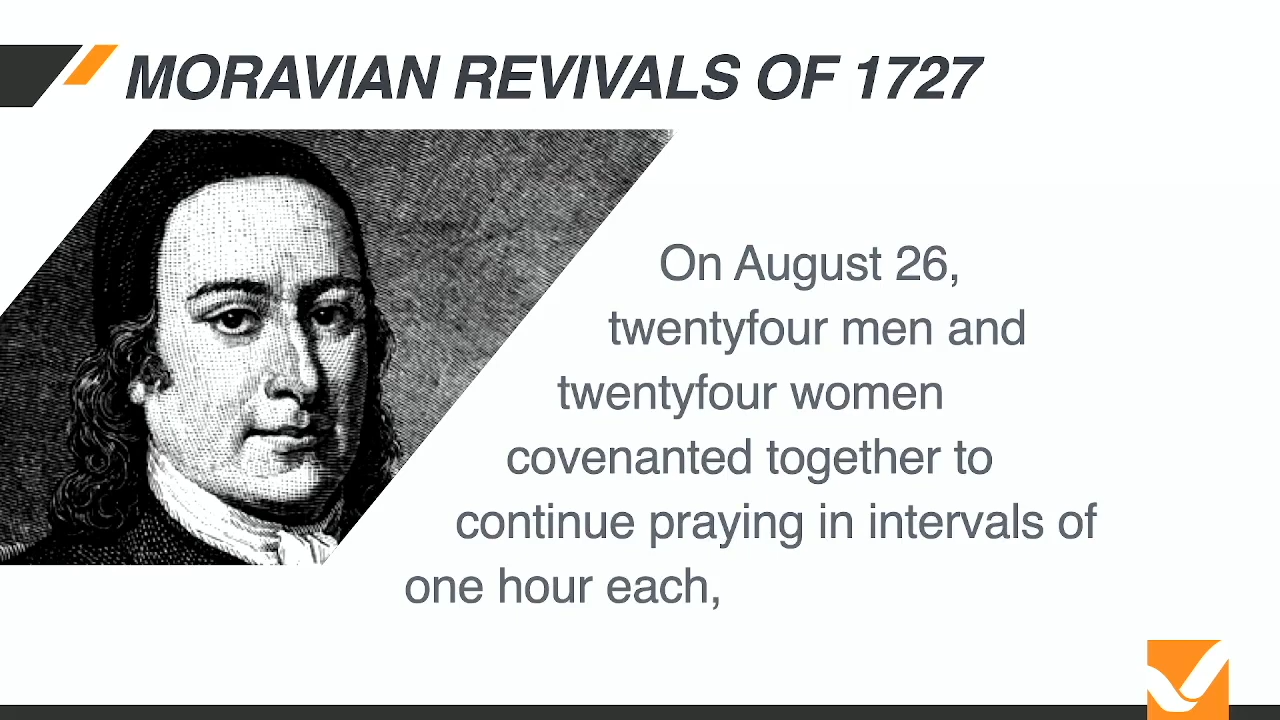 MORAVIAN REVIVALS OF 1727
On August 26,
twentyfour men and
twentyfour women
covenanted together to
continue praying in intervals of
one hour each,